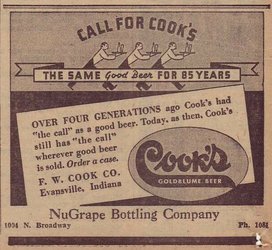 CALL FOR COOK'S
THE SAME Good Beer FOR 85 YEARS
OVER FOUR GENERATIONS ago Cook's had
"the call" as a good beer. Today, as then, Cook's
still has "the call"
wherever good beer
is sold. Order a case.
F. W. COOK CO.
Evansville, Indiana
Cook's
GOLDBLUME BEER
NuGrape Bottling Company
1004 N. Broadway
Ph. 1084